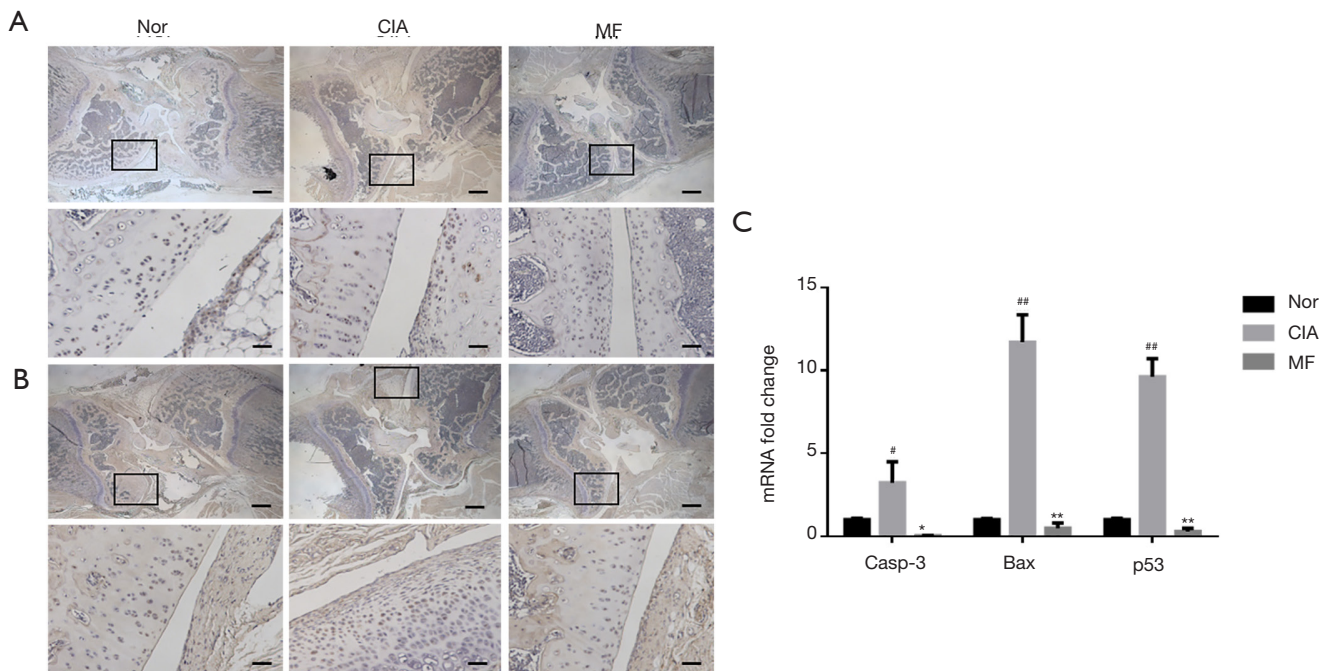 A
Nor
CIA
MF
B
C
mRNA fold change
15
10
5
0
#
*
##
**
##
**
Casp-3
Bax
p53
Nor
CIA
MF